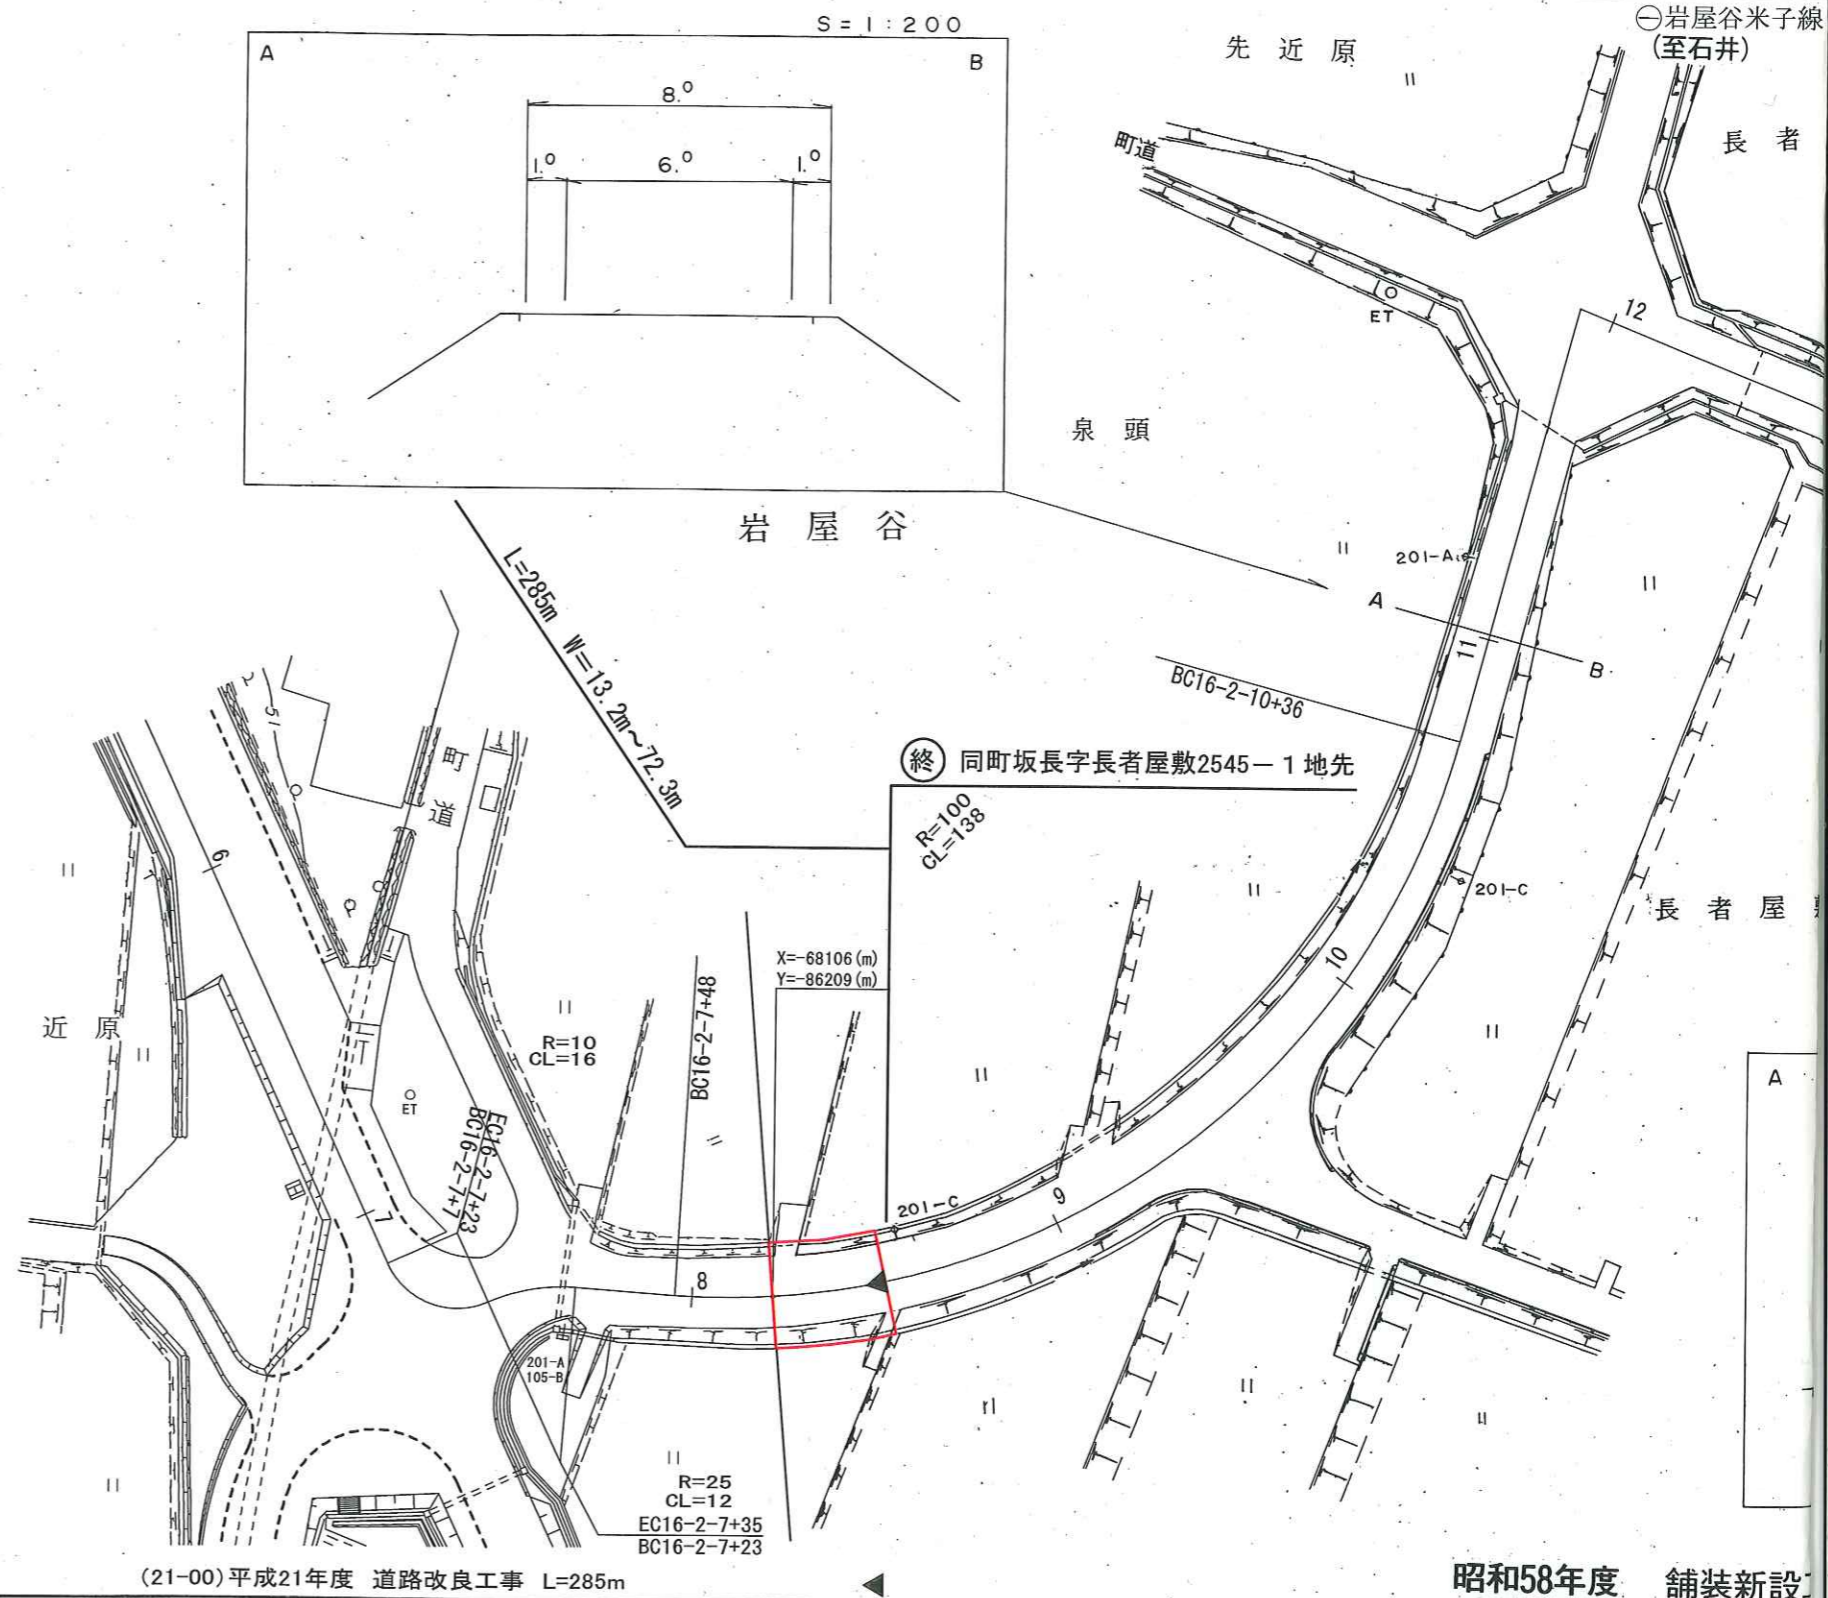 S=1:200
㊀岩屋谷米子線
(至石井)
A
B
8.0
1.0 6.0 1.0
先近原
長者
町道
ET
12
泉頭
岩屋谷
201-A
A
B
11
BC16-2-10+36
L=285m W=13.2m～72.3m
51
町道
終 同町坂長字長者屋敷2545－1地先
R=100
CL=138
6
201-C
長者屋
10
X=-68106(m)
Y=-86209(m)
BC16-2-7+48
近原
R=10
CL=16
ET
EC16-2-7+23
BC16-2-7+7
A
7
201-C
9
8
201-A
105-B
R=25
CL=12
EC16-2-7+35
BC16-2-7+23
(21-00)平成21年度 道路改良工事 L=285m
昭和58年度 舗装新設